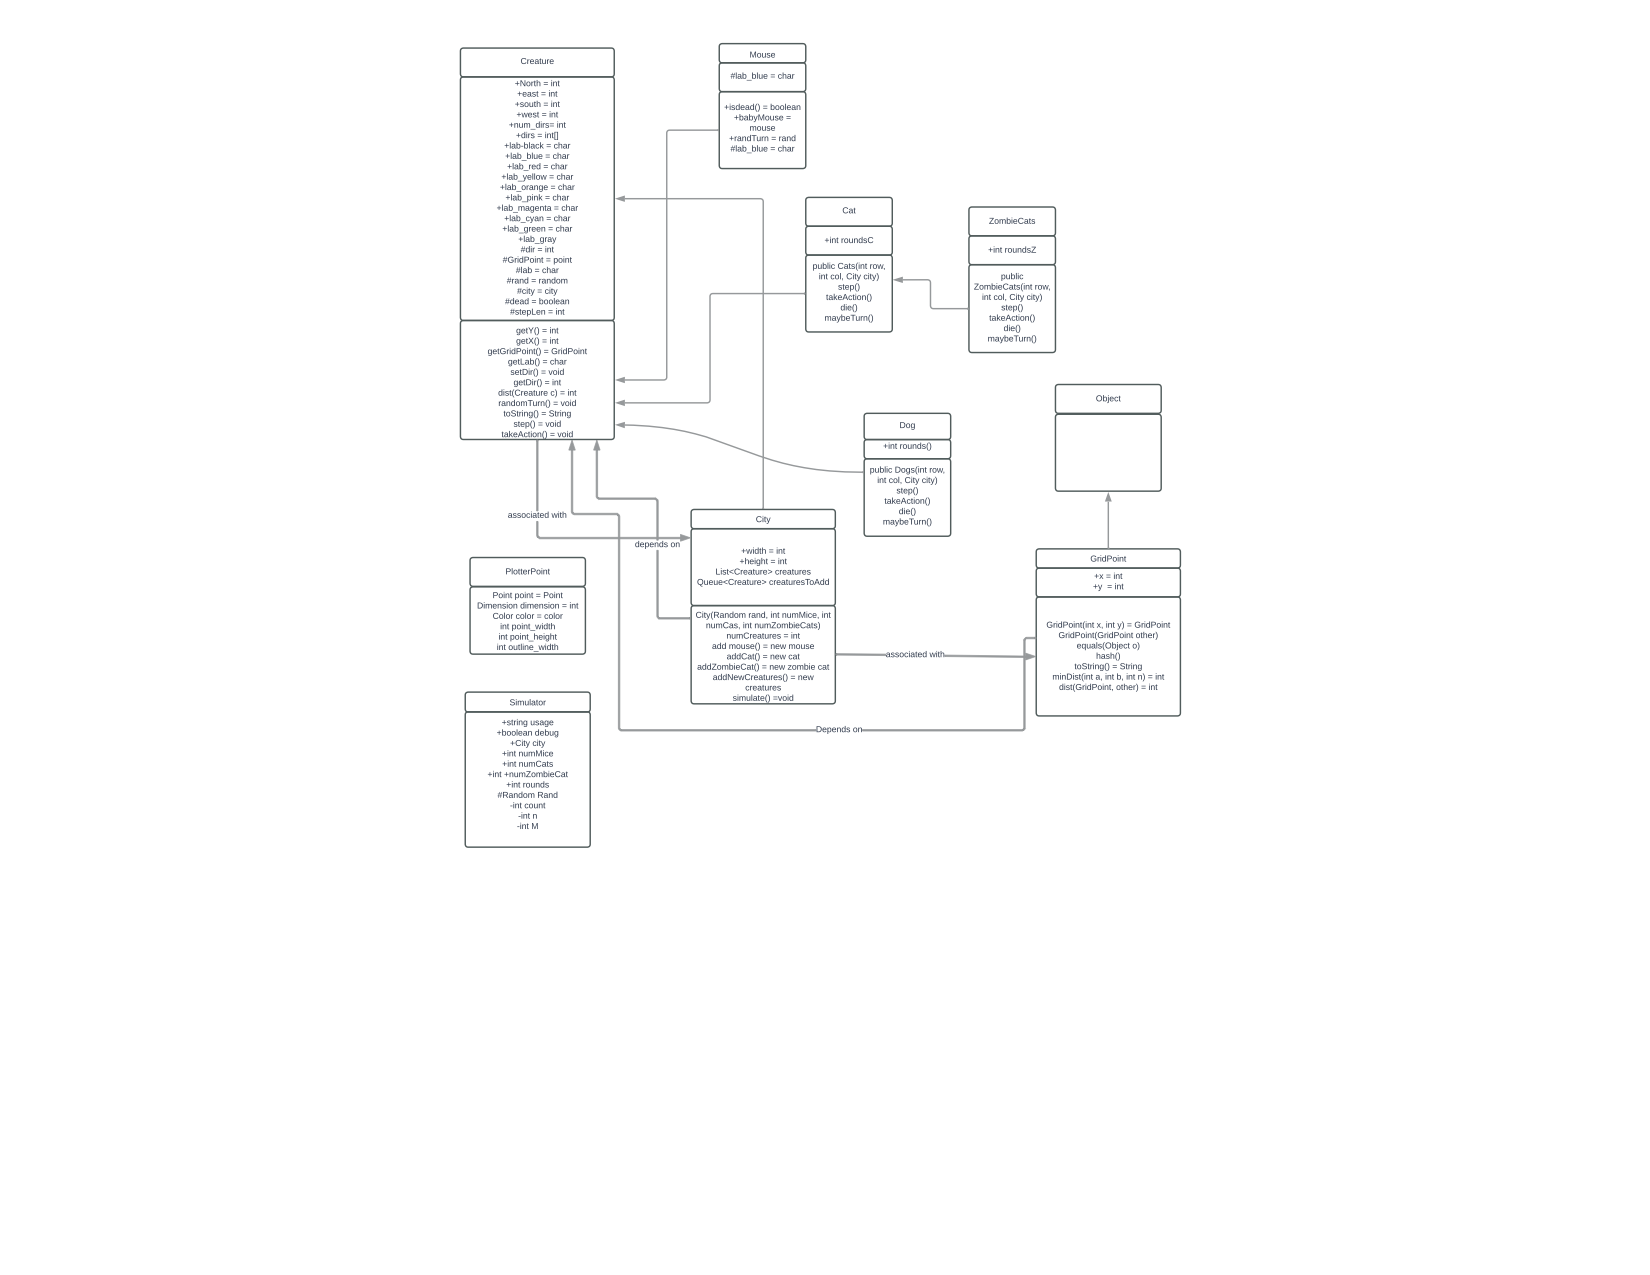 Creature
+North = int
+east = int
+south = int
+west = int
+num_dirs= int
+dirs = int[]
+lab-black = char
+lab_blue = char
+lab_red = char
+lab_yellow = char
+lab_orange = char
+lab_pink = char
+lab_magenta = char
+lab_cyan = char
+lab_green = char
+lab_gray
#dir = int
#GridPoint = point
#lab = char
#rand = random
#city = city
#dead = boolean
#stepLen = int
getY() = int
getX() = int
getGridPoint() = GridPoint
getLab() = char
setDir() = void
getDir() = int
dist(Creature c) = int
randomTurn() = void
toString() = String
step() = void
takeAction() = void
Mouse
#lab_blue = char
+isdead() = boolean
+babyMouse =
mouse
+randTurn = rand
#lab_blue = char
Cat
+int roundsC
public Cats(int row,
int col, City city)
step()
takeAction()
die()
maybeTurn()
ZombieCats
+int roundsZ
public
ZombieCats(int row,
int col, City city)
step()
takeAction()
die()
maybeTurn()
Object
Dog
+int rounds()
public Dogs(int row,
int col, City city)
step()
takeAction()
die()
maybeTurn()
associated with
depends on
City
+width = int
+height = int
List<Creature> creatures
Queue<Creature> creaturesToAdd
City(Random rand, int numMice, int
numCas, int numZombieCats)
numCreatures = int
add mouse() = new mouse
addCat() = new cat
addZombieCat() = new zombie cat
addNewCreatures() = new
creatures
simulate() =void
associated with
Depends on
GridPoint
+x = int
+y  = int
GridPoint(int x, int y) = GridPoint
GridPoint(GridPoint other)
equals(Object o)
hash()
toString() = String
minDist(int a, int b, int n) = int
dist(GridPoint, other) = int
PlotterPoint
Point point = Point
Dimension dimension = int
Color color = color
int point_width
int point_height
int outline_width
Simulator
+string usage
+boolean debug
+City city
+int numMice
+int numCats
+int +numZombieCat
+int rounds
#Random Rand
-int count
-int n
-int M